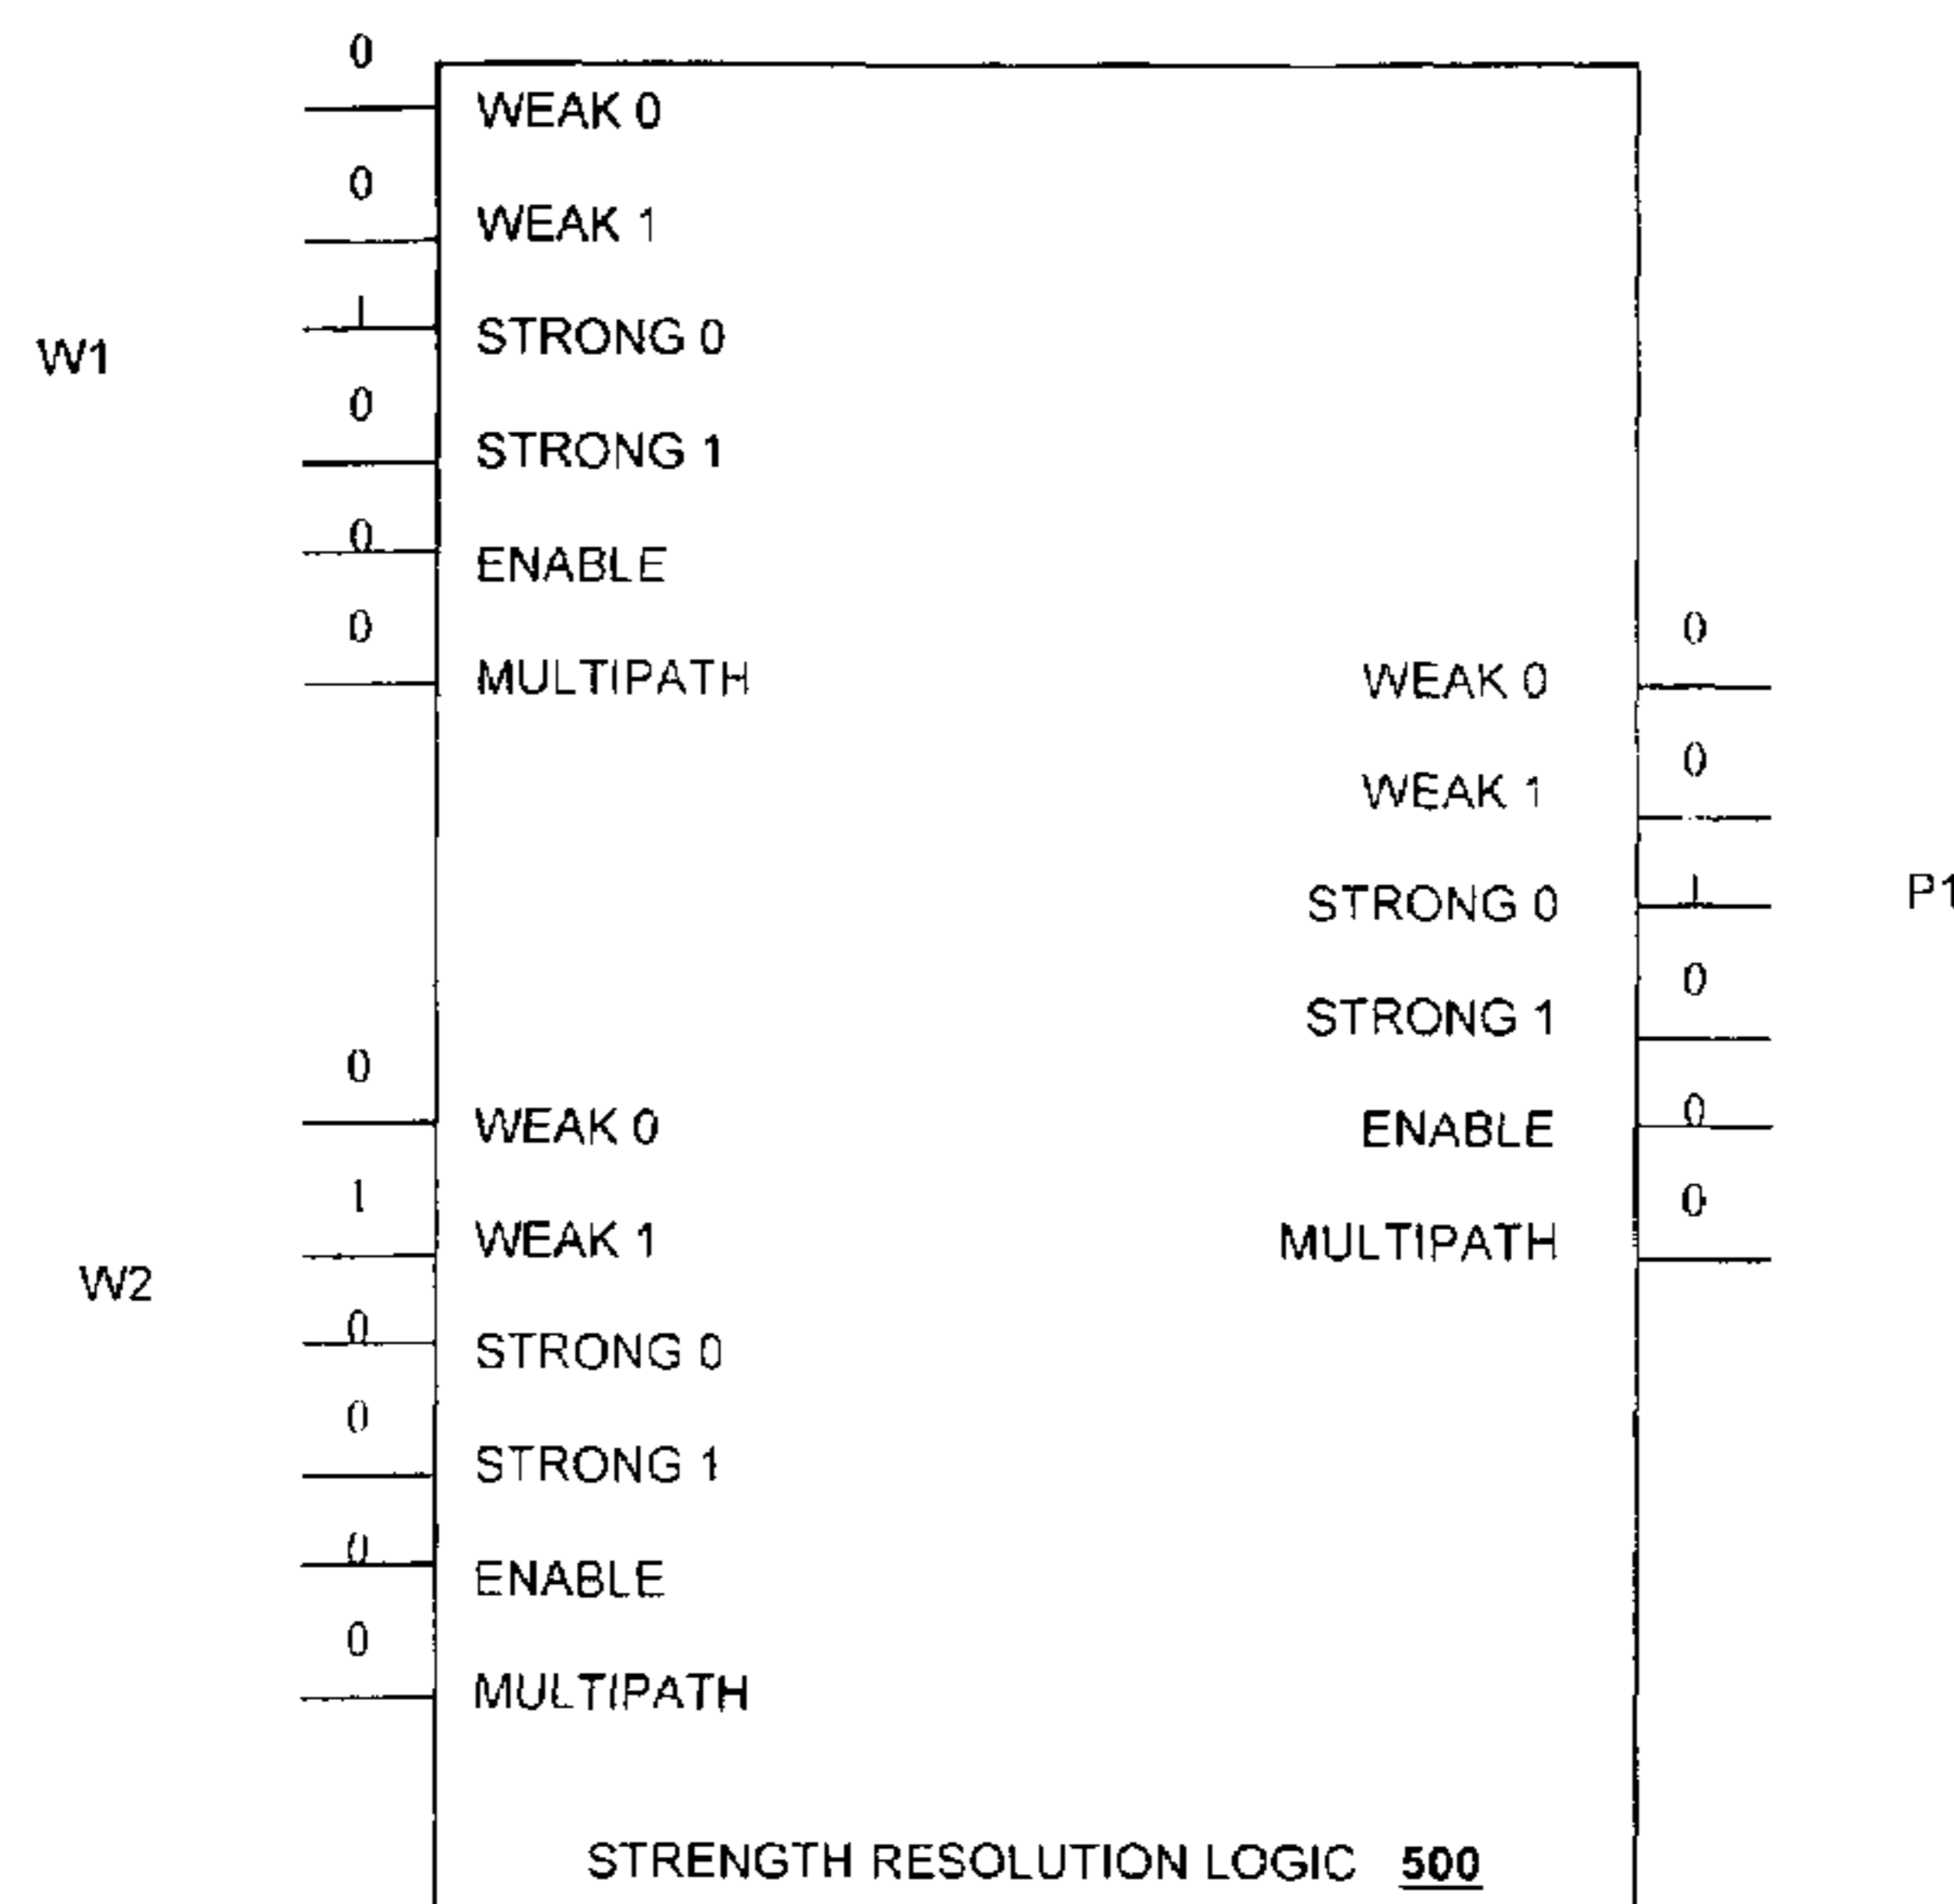 0
WEAK 0
0
WEAK 1
1
STRONG 0
W1
0
STRONG 1
0
ENABLE
0
MULTIPATH
0
WEAK 0
0
WEAK 1
1
STRONG 0
P1
0
STRONG 1
0
ENABLE
0
MULTIPATH
0
WEAK 0
1
WEAK 1
W2
0
STRONG 0
0
STRONG 1
0
ENABLE
0
MULTIPATH
STRENGTH RESOLUTION LOGIC 500